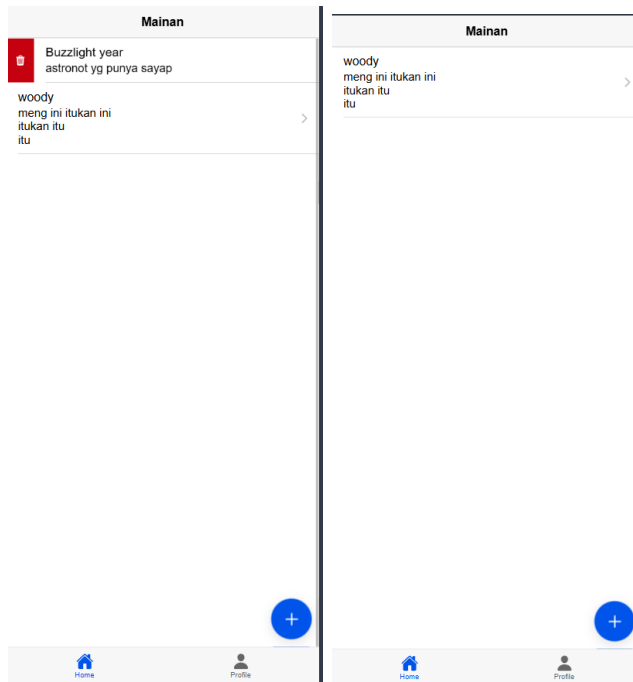 Mainan
Buzzlight year
astronot yg punya sayap
woody
meng ini itukan ini
itukan itu
itu
Home
Profile
Mainan
woody
meng ini itukan ini
itukan itu
itu
Home
Profile